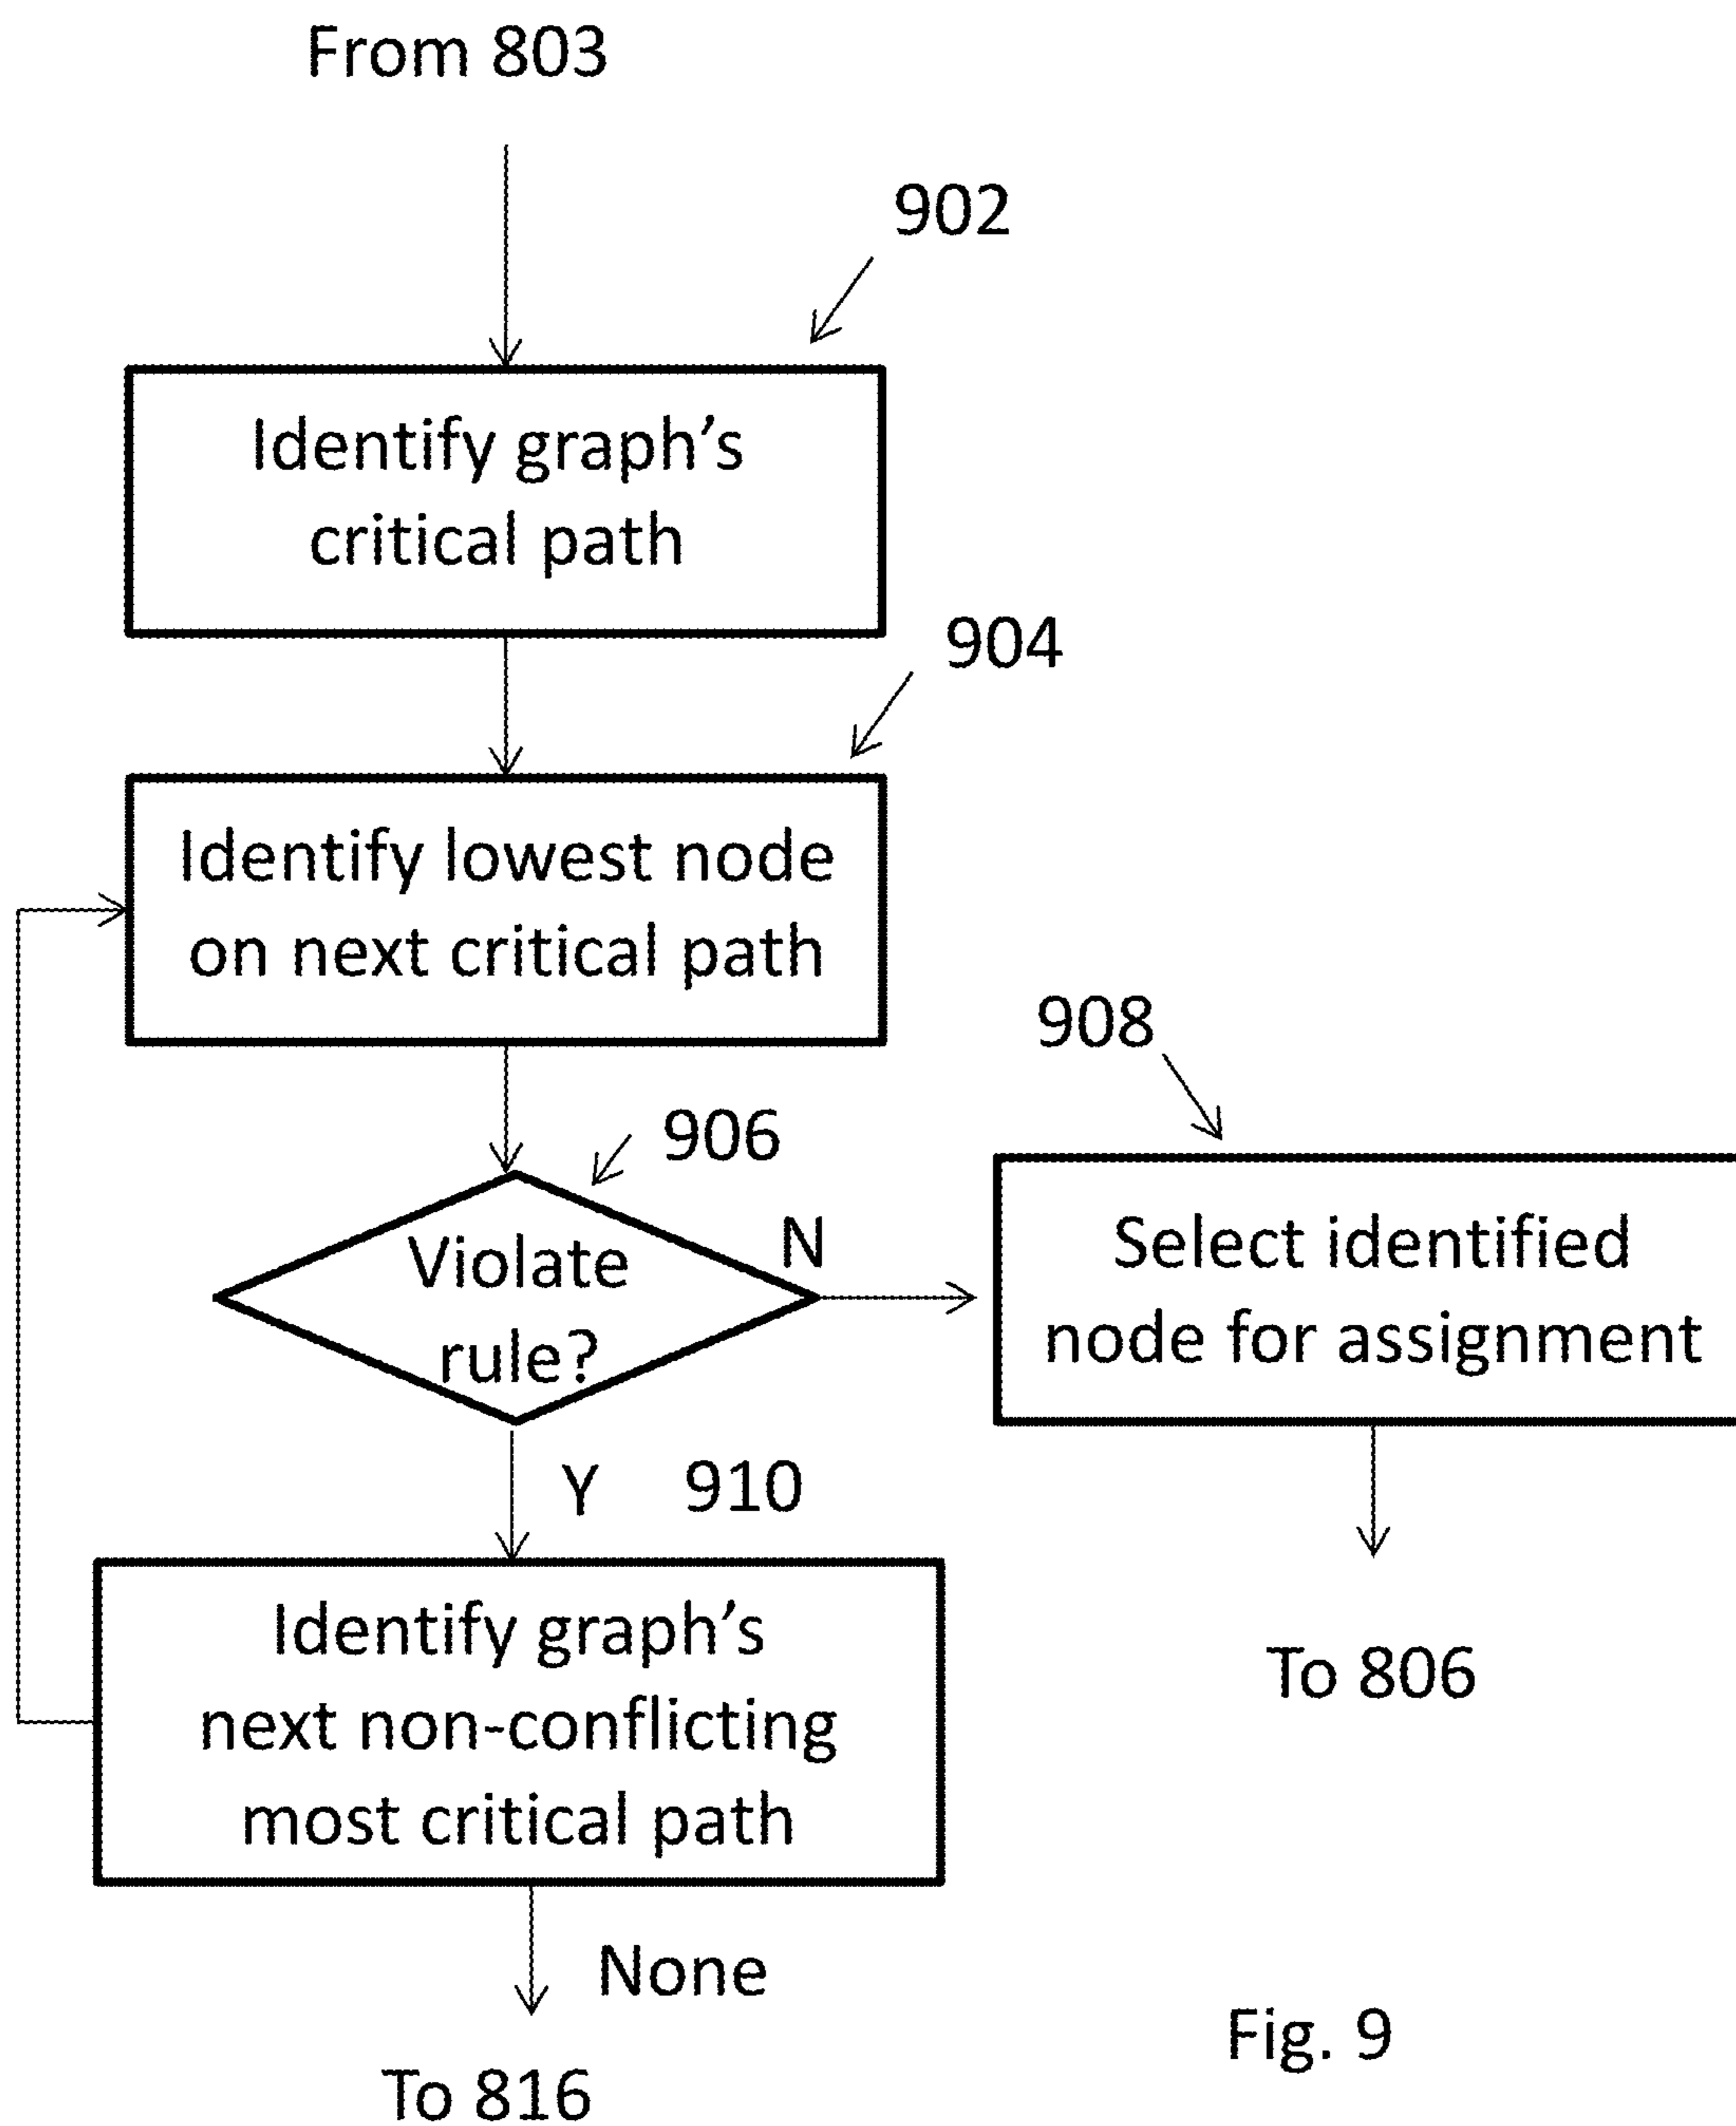 From 803
902
Identify graph’s
critical path
904
Identify lowest node
on next critical path
908
906
Violate
rule?
N
Select identified
node for assignment
Y
910
Identify graph’s
next non-conflicting
most critical path
To 806
None
To 816
Fig. 9